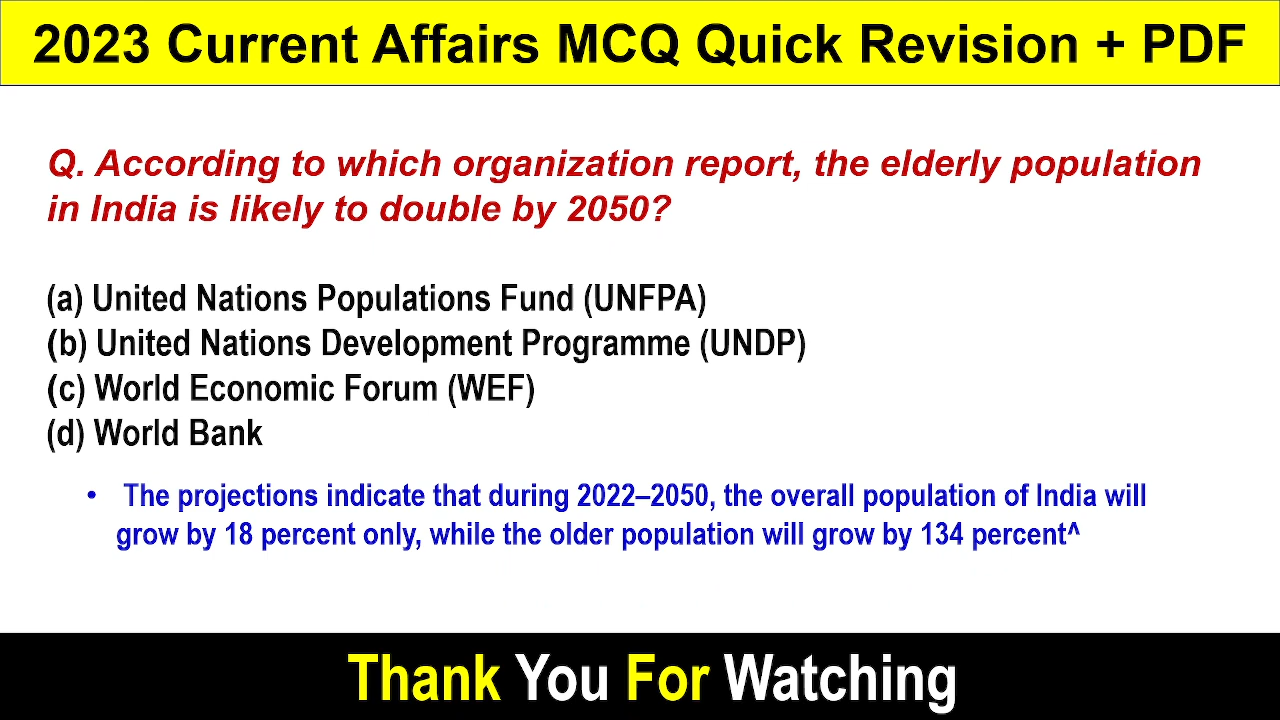 2023 Current Affairs MCQ Quick Revision + PDF
Q. According to which organization report, the elderly population
in India is likely to double by 2050?
(a) United Nations Populations Fund (UNFPA)
(b) United Nations Development Programme (UNDP)
(c) World Economic Forum (WEF)
(d) World Bank
• The projections indicate that during 2022–2050, the overall population of India will
grow by 18 percent only, while the older population will grow by 134 percent^
Thank You For Watching